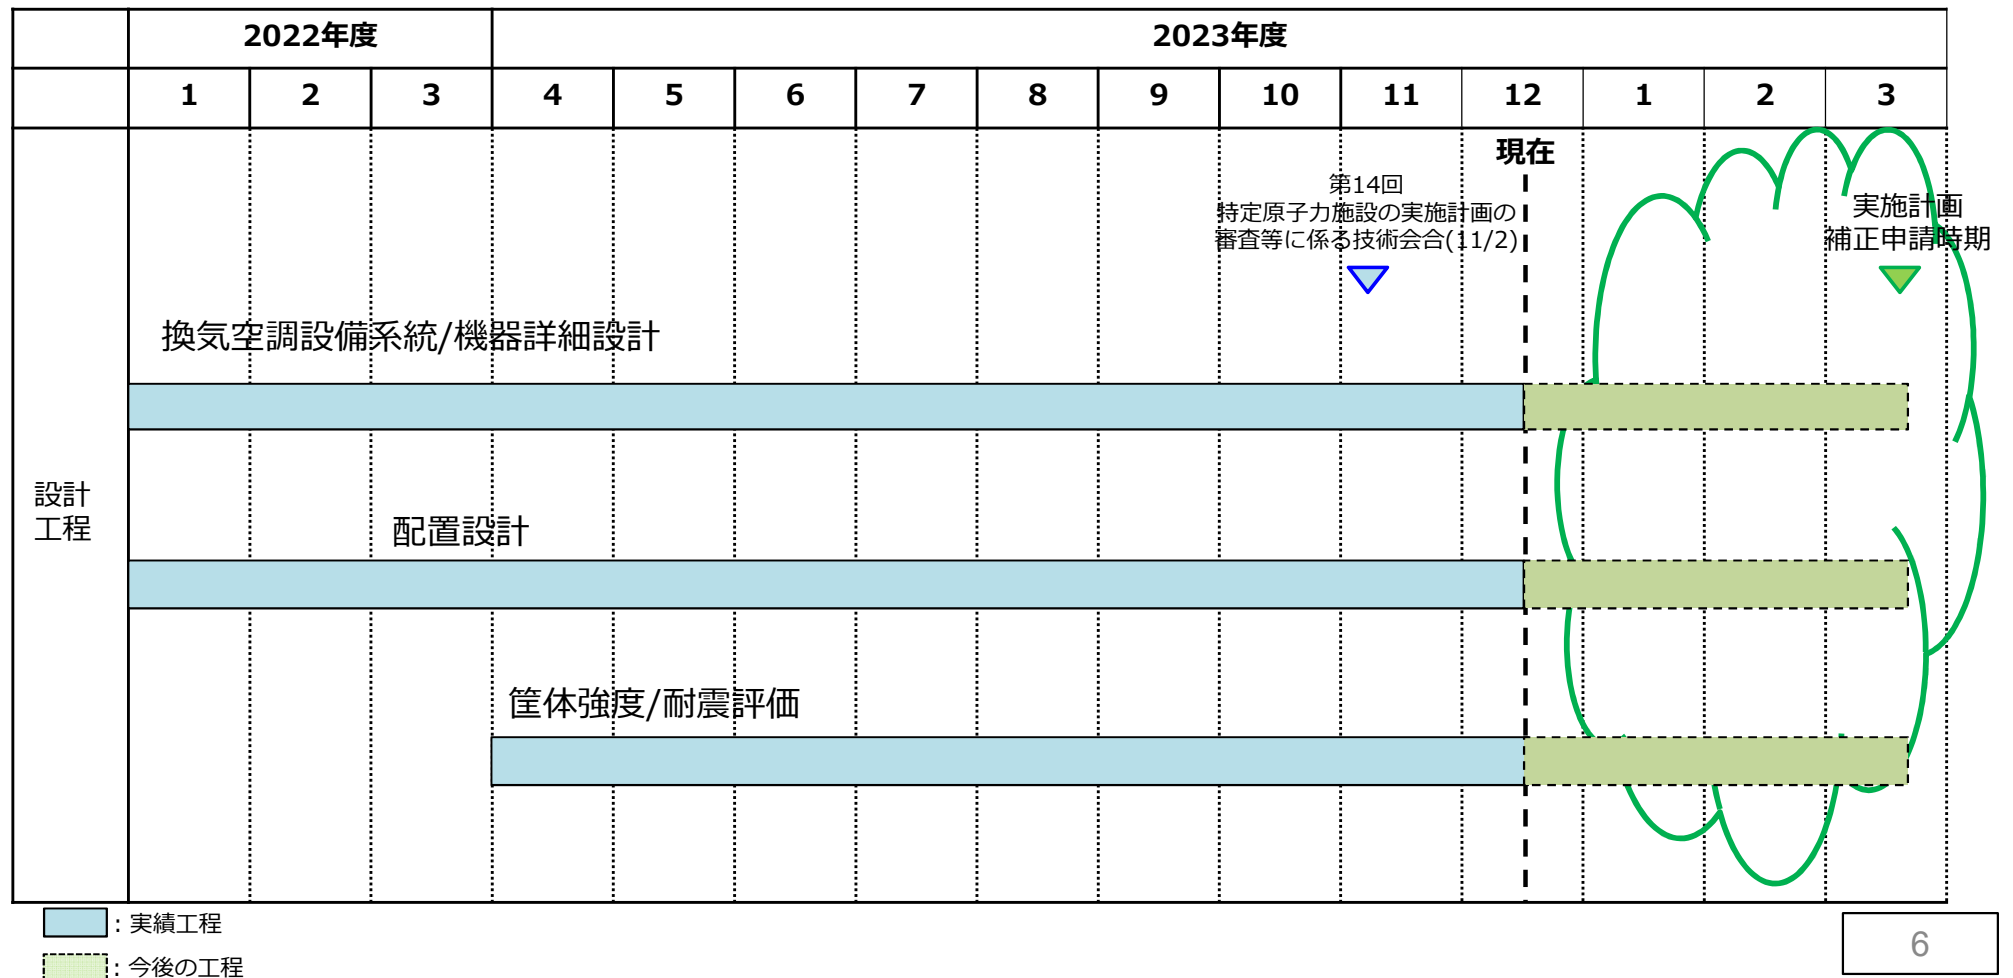 2022年度
2023年度
1 2 3 4 5 6 7 8 9 10 11 12 1 2 3
現在
第14回
特定原子力施設の実施計画の
審査等に係る技術会合(11/2)
実施計画
補正申請時期
換気空調設備系統/機器詳細設計
設計
工程
配置設計
筐体強度/耐震評価
：実績工程
：今後の工程
6